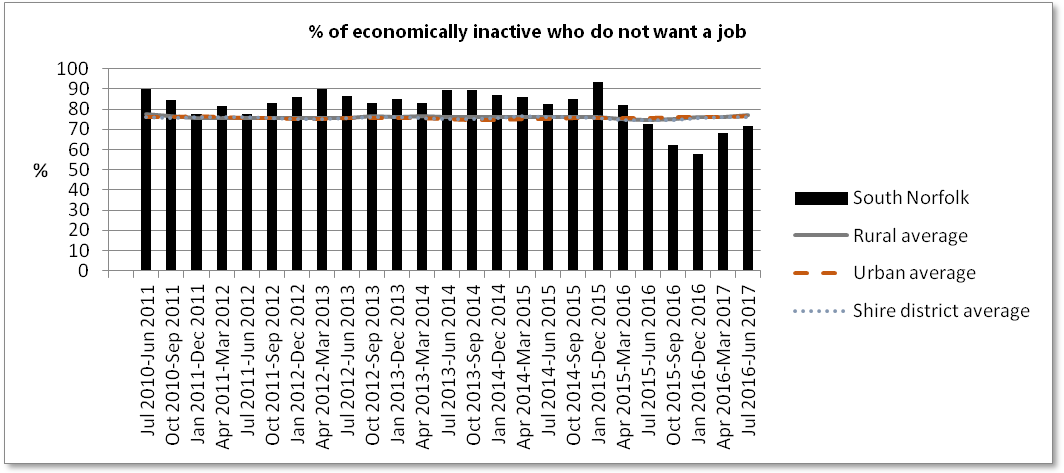 % of economically inactive who do not want a job
100
90
80
70
60
50
40
30
20
10
0
%
Jul 2010-Jun 2011
Oct 2010-Sep 2011
Jan 2011-Dec 2011
Apr 2011-Mar 2012
Jul 2011-Jun 2012
Oct 2011-Sep 2012
Jan 2012-Dec 2012
Apr 2012-Mar 2013
Jul 2012-Jun 2013
Oct 2012-Sep 2013
Jan 2013-Dec 2013
Apr 2013-Mar 2014
Jul 2013-Jun 2014
Oct 2013-Sep 2014
Jan 2014-Dec 2014
Apr 2014-Mar 2015
Jul 2014-Jun 2015
Oct 2014-Sep 2015
Jan 2015-Dec 2015
Apr 2015-Mar 2016
Jul 2015-Jun 2016
Oct 2015-Sep 2016
Jan 2016-Dec 2016
Apr 2016-Mar 2017
Jul 2016-Jun 2017
South Norfolk
Rural average
Urban average
Shire district average